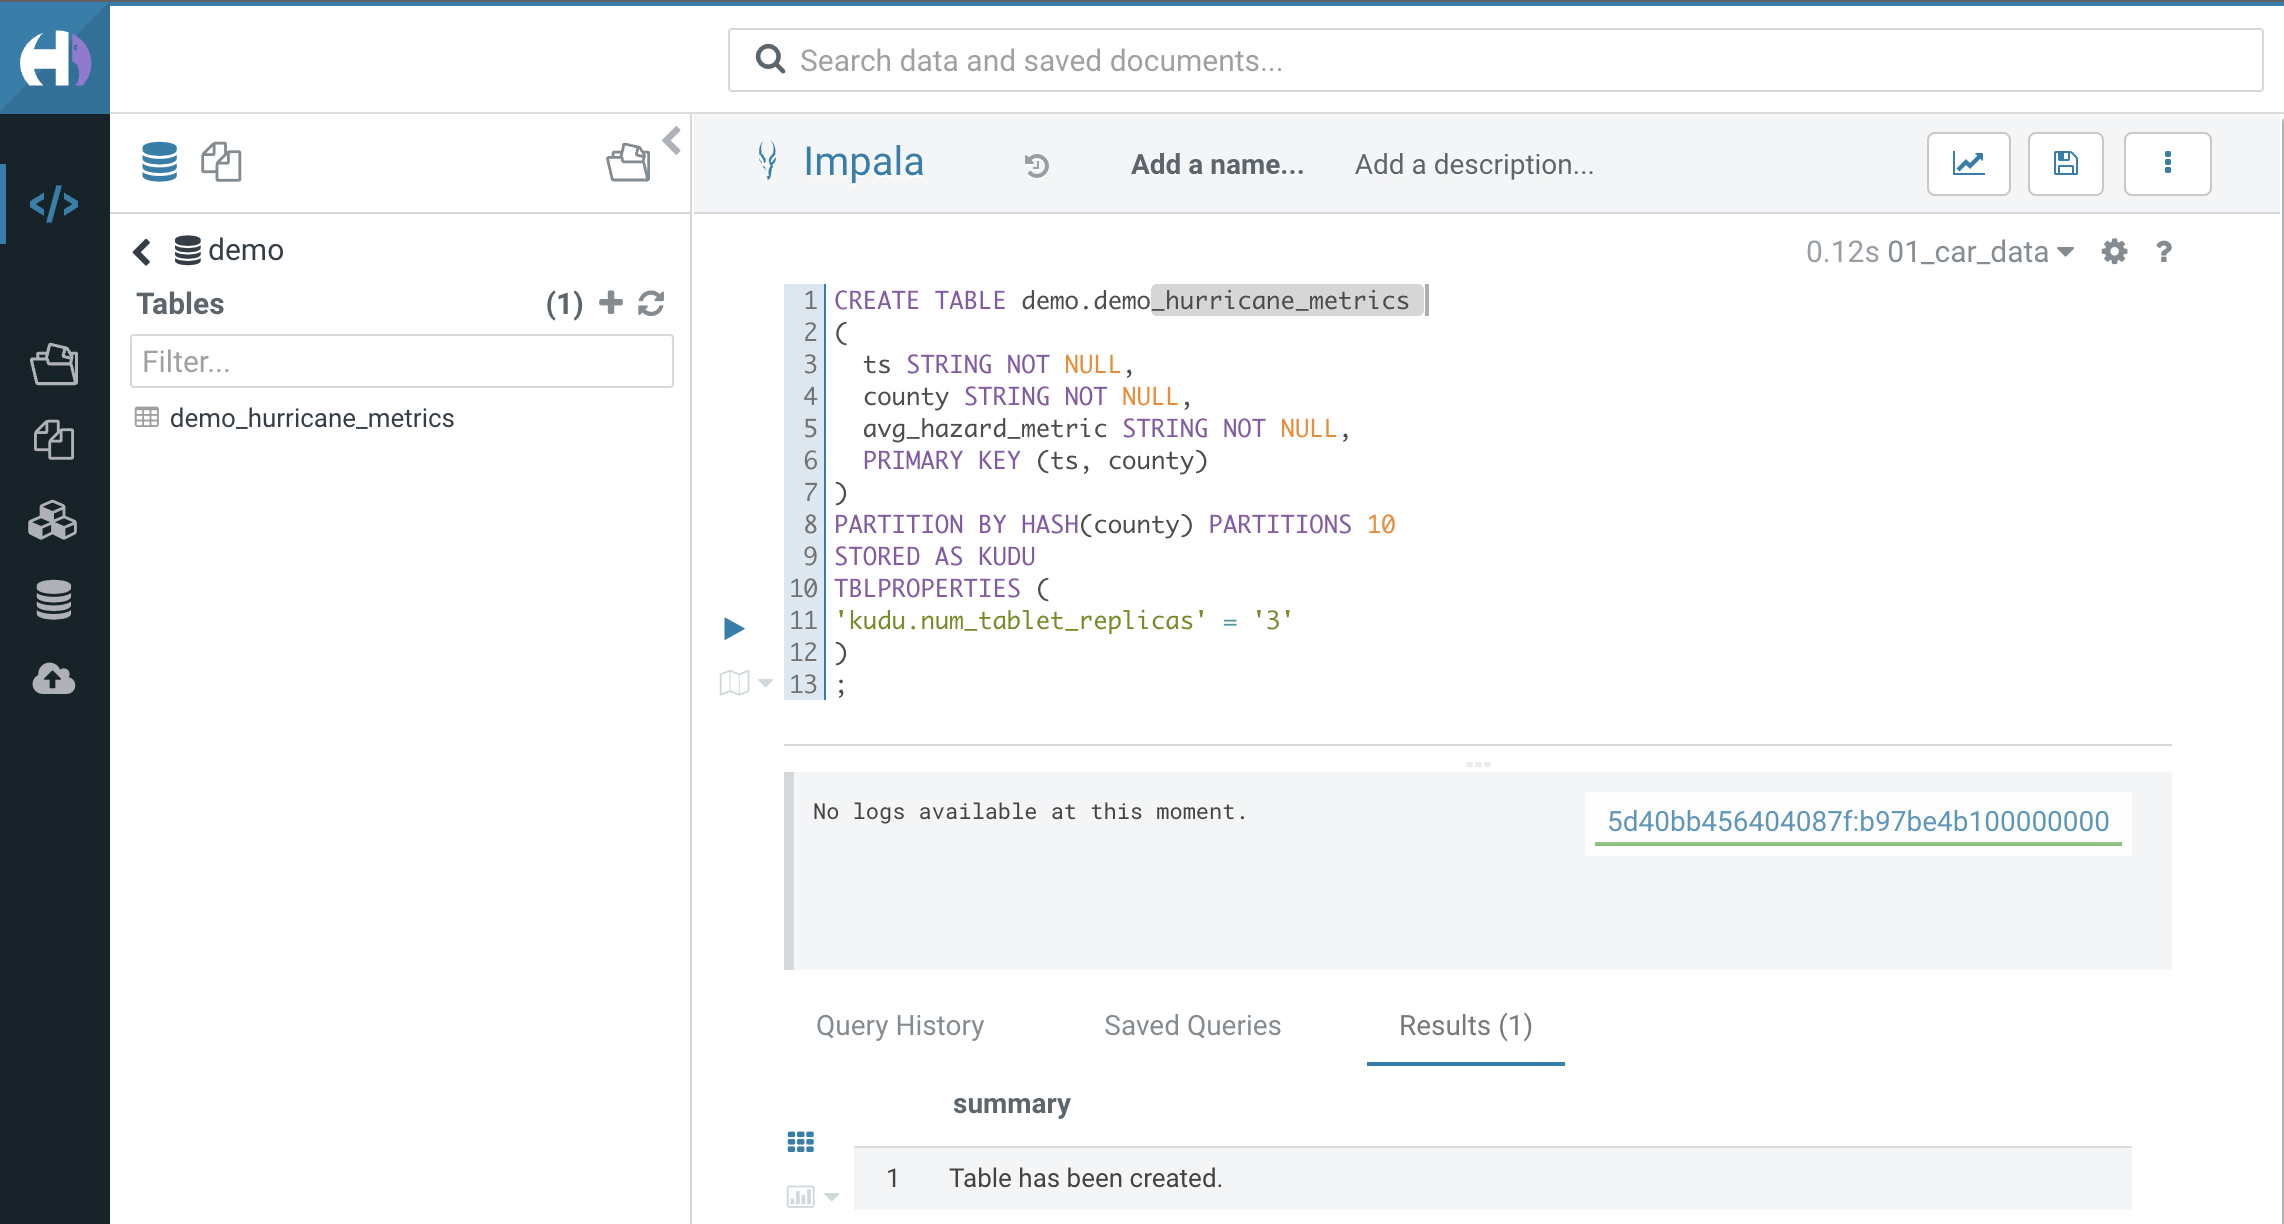 Search data and saved documents...
Impala
Add a name...
Add a description...
demo
Tables
(1)
Filter...
demo_hurricane_metrics
0.12s 01_car_data
?
1 CREATE TABLE demo.demo_hurricane_metrics
2 (
3 ts STRING NOT NULL,
4 county STRING NOT NULL,
5 avg_hazard_metric STRING NOT NULL,
6 PRIMARY KEY (ts, county)
7 )
8 PARTITION BY HASH(county) PARTITIONS 10
9 STORED AS KUDU
10 TBLPROPERTIES (
11 'kudu.num_tablet_replicas' = '3'
12 )
13 ;
No logs available at this moment.
5d40bb456404087f:b97be4b100000000
Query History
Saved Queries
Results (1)
summary
1 Table has been created.